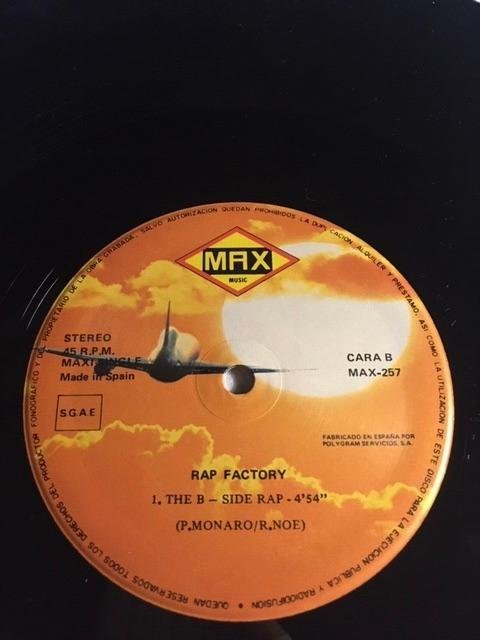 MAX
MUSIC
STEREO
45 R.P.M.
MAXI SINGLE
Made in Spain
S.G.A.E
CARA B
MAX-257
FABRICADO EN ESPAÑA POR
POLYGRAM SERVICIOS, S.A.
RAP FACTORY
1. THE B - SIDE RAP - 4'54"
(P.MONARO/R.NOE)
DEL PRODUCTOR FONOGRAFICO Y DEL PROPIETARIO DE LA OBRA GRABADA. SALVO AUTORIZACION QUEDAN PROHIBIDOS LA DUPLICACION, ALQUILER Y PRESTAMO, ASI COMO LA UTILIZACION DE ESTE DISCO PARA LA EJECUCION PUBLICA Y RADIODIFUSION • QUEDAN RESERVADOS TODOS LOS DERECHOS